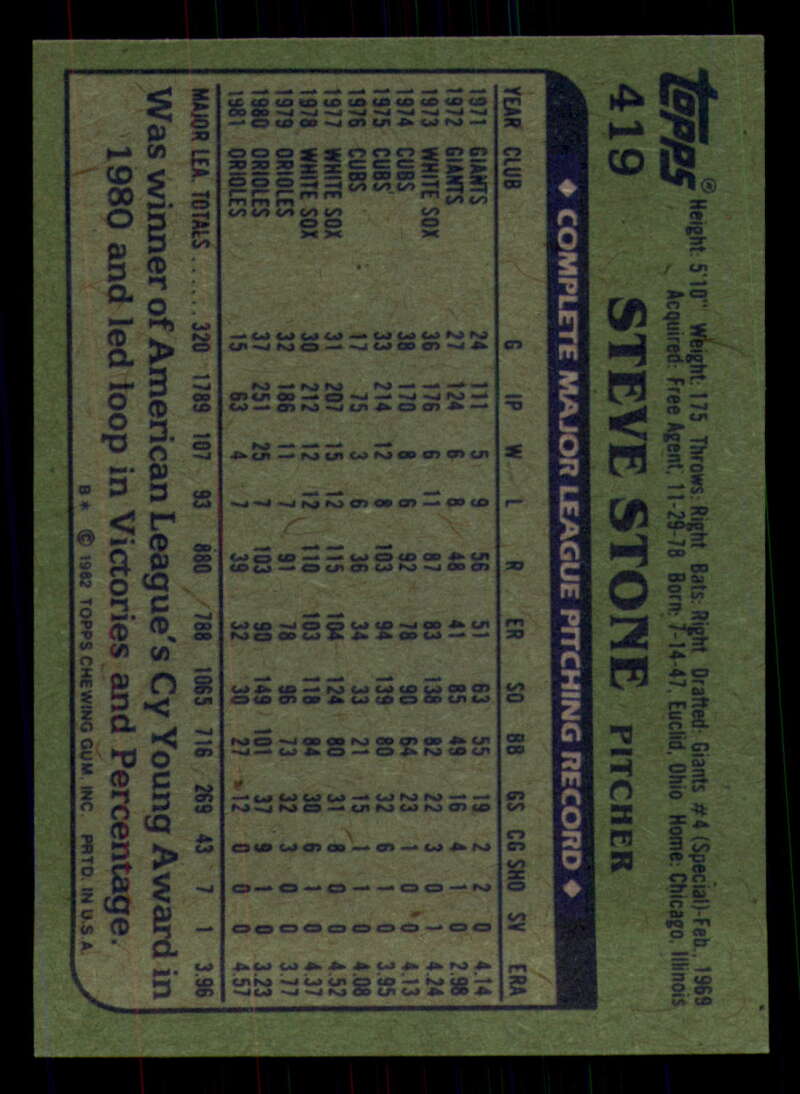 topps®
Height: 5'10" Weight: 175 Throws: Right Bats: Right Drafted: Giants #4 (Special)-Feb., 1969
Acquired: Free Agent, 11-29-78 Born: 7-14-47, Euclid, Ohio Home: Chicago, Illinois
419 STEVE STONE PITCHER
♦ COMPLETE MAJOR LEAGUE PITCHING RECORD ♦
YEAR CLUB G IP W L R ER SO BB GS CG SHO SV ERA
1971 GIANTS 24 111 5 9 56 51 63 55 19 2 2 0 4.14
1972 GIANTS 27 124 6 8 48 41 85 49 16 4 1 0 2.98
1973 WHITE SOX 36 176 6 11 87 83 138 82 22 3 0 1 4.24
1974 CUBS 38 170 8 6 92 78 90 64 23 1 0 0 4.13
1975 CUBS 33 214 12 8 103 94 139 80 32 6 1 0 3.95
1976 CUBS 17 75 3 6 36 34 33 21 15 1 1 0 4.08
1977 WHITE SOX 31 207 15 12 115 104 124 80 31 8 0 0 4.52
1978 WHITE SOX 30 212 12 12 110 103 118 84 30 6 1 0 4.37
1979 ORIOLES 32 186 11 7 91 78 96 73 32 3 0 0 3.77
1980 ORIOLES 37 251 25 7 103 90 149 101 37 9 1 0 3.23
1981 ORIOLES 15 63 4 7 39 32 30 27 12 0 0 0 4.57
MAJOR LEA. TOTALS ...... 320 1789 107 93 880 788 1065 716 269 43 7 1 3.96
Was winner of American League's Cy Young Award in
1980 and led loop in Victories and Percentage.
B* © 1982 TOPPS CHEWING GUM, INC. PRTD. IN U.S.A.